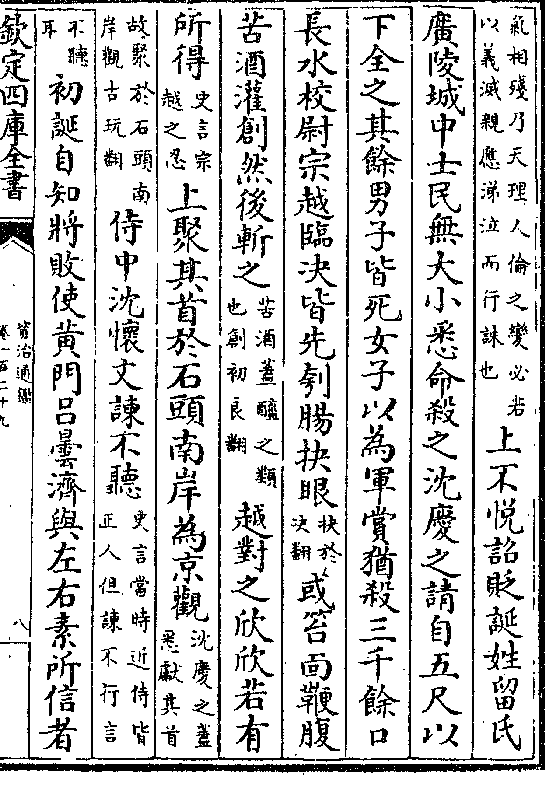 氣相殘乃天理人倫之變必若
以義滅親應涕泣而行誅也
上不悅詔貶誕姓留氏
廣陵城中士民無大小悉命殺之沈慶之請自五尺以
下全之其餘男子皆死女子以為軍賞猶殺三千餘口
長水校尉宗越臨决皆先刳腸抉眼
抉於
决翻
或笞面鞭腹
苦酒灌創然後斬之
苦酒蓋醯之類
也創初良翻
越對之欣欣若有
所得
史言宗
越之忍
上聚其首於石頭南岸為京觀
沈慶之蓋
悉獻其首
故聚於石頭南
岸觀古玩翻
侍中沈懷文諫不聽
史言當時近侍皆
正人但諫不行言
不聽
耳
初誕自知將敗使黄門吕曇濟與左右素所信者
欽定四庫全書
資治通鑑
卷一百二十九
八